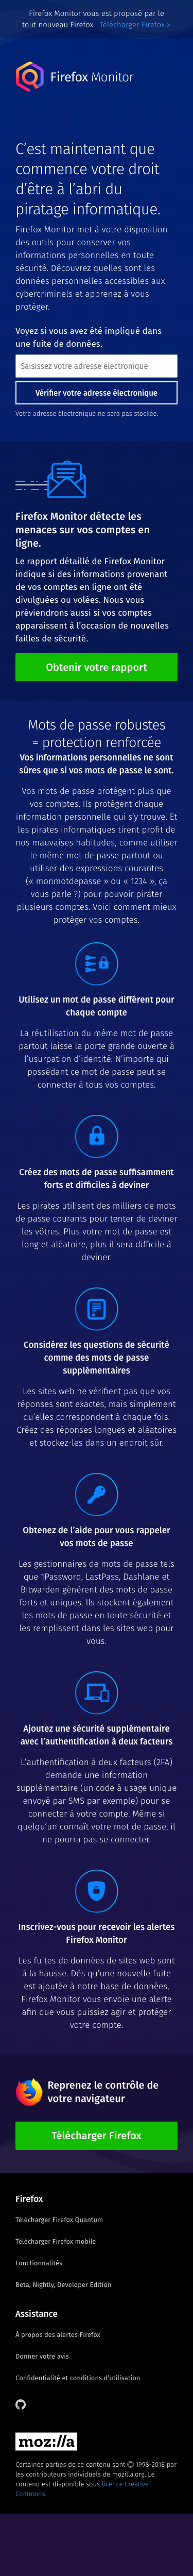 Firefox Monitor vous est proposé par le
tout nouveau Firefox. Télécharger Firefox »
Firefox Monitor
C’est maintenant que
commence votre droit
d’être à l’abri du
piratage informatique.
Firefox Monitor met à votre disposition
des outils pour conserver vos
informations personnelles en toute
sécurité. Découvrez quelles sont les
données personnelles accessibles aux
cybercriminels et apprenez à vous
protéger.
Voyez si vous avez été impliqué dans
une fuite de données.
Saisissez votre adresse électronique
Vérifier votre adresse électronique
Votre adresse électronique ne sera pas stockée.
Firefox Monitor détecte les
menaces sur vos comptes en
ligne.
Le rapport détaillé de Firefox Monitor
indique si des informations provenant
de vos comptes en ligne ont été
divulguées ou volées. Nous vous
préviendrons aussi si vos comptes
apparaissent à l’occasion de nouvelles
failles de sécurité.
Obtenir votre rapport
Mots de passe robustes
= protection renforcée
Vos informations personnelles ne sont
sûres que si vos mots de passe le sont.
Vos mots de passe protègent plus que
vos comptes. Ils protègent chaque
information personnelle qui s’y trouve. Et
les pirates informatiques tirent profit de
nos mauvaises habitudes, comme utiliser
le même mot de passe partout ou
utiliser des expressions courantes
(« monmotdepasse » ou « 1234 », ça
vous parle ?) pour pouvoir pirater
plusieurs comptes. Voici comment mieux
protéger vos comptes.
Utilisez un mot de passe différent pour
chaque compte
La réutilisation du même mot de passe
partout laisse la porte grande ouverte à
l’usurpation d’identité. N’importe qui
possédant ce mot de passe peut se
connecter à tous vos comptes.
Créez des mots de passe suffisamment
forts et difficiles à deviner
Les pirates utilisent des milliers de mots
de passe courants pour tenter de deviner
les vôtres. Plus votre mot de passe est
long et aléatoire, plus il sera difficile à
deviner.
Considérez les questions de sécurité
comme des mots de passe
supplémentaires
Les sites web ne vérifient pas que vos
réponses sont exactes, mais simplement
qu’elles correspondent à chaque fois.
Créez des réponses longues et aléatoires
et stockez-les dans un endroit sûr.
Obtenez de l’aide pour vous rappeler
vos mots de passe
Les gestionnaires de mots de passe tels
que 1Password, LastPass, Dashlane et
Bitwarden génèrent des mots de passe
forts et uniques. Ils stockent également
les mots de passe en toute sécurité et
les remplissent dans les sites web pour
vous.
Ajoutez une sécurité supplémentaire
avec l’authentification à deux facteurs
L’authentification à deux facteurs (2FA)
demande une information
supplémentaire (un code à usage unique
envoyé par SMS par exemple) pour se
connecter à votre compte. Même si
quelqu’un connaît votre mot de passe, il
ne pourra pas se connecter.
Inscrivez-vous pour recevoir les alertes
Firefox Monitor
Les fuites de données de sites web sont
à la hausse. Dès qu’une nouvelle fuite
est ajoutée à notre base de données,
Firefox Monitor vous envoie une alerte
afin que vous puissiez agir et protéger
votre compte.
Reprenez le contrôle de
votre navigateur
Télécharger Firefox
Firefox
Télécharger Firefox Quantum
Télécharger Firefox mobile
Fonctionnalités
Beta, Nightly, Developer Edition
Assistance
À propos des alertes Firefox
Donner votre avis
Confidentialité et conditions d’utilisation
moz://a
Certaines parties de ce contenu sont © 1998-2018 par
les contributeurs individuels de mozilla.org. Le
contenu est disponible sous licence Creative
Commons.